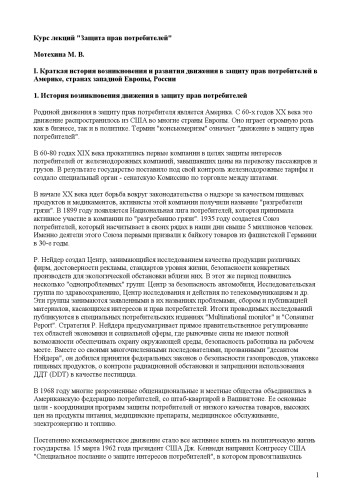 Курс лекций "Защита прав потребителей"
Мотехина М. В.
I. Краткая история возникновения и развития движения в защиту прав потребителей в
Америке, странах западной Европы, России
1. История возникновения движения в защиту прав потребителей
Родиной движения в защиту прав потребителя является Америка. С 60-х годов XX века это
движение распространилось из США во многие страны Европы. Оно играет огромную роль
как в бизнесе, так и в политике. Термин "консьюмеризм" означает "движение в защиту прав
потребителей".
В 60-80 годах XIX века прокатились первые компании в целях защиты интересов
потребителей от железнодорожных компаний, завышавших цены на перевозку пассажиров и
грузов. В результате государство поставило под свой контроль железнодорожные тарифы и
создало специальный орган - сенатскую Комиссию по торговле между штатами.
В начале XX века идет борьба вокруг законодательства о надзоре за качеством пищевых
продуктов и медикаментов, активисты этой компании получили название "разгребатели
грязи". В 1899 году появляется Национальная лига потребителей, которая принимала
активное участие в компании по "разгребанию грязи". 1935 году создается Союз
потребителей, который насчитывает в своих рядах в наши дни свыше 5 миллионов человек.
Именно деятели этого Союза первыми призвали к байкоту товаров из фашистской Германии
в 30-е годы.
Р. Нейдер создал Центр, занимающийся исследованием качества продукции различных
фирм, достоверности рекламы, стандартов уровня жизни, безопасности конкретных
производств для экологической обстановки вблизи них. В этот же период появились
несколько "однопроблемных" групп: Центр за безопасность автомобиля, Исследовательская
группа по здравоохранению, Центр исследования и действия по телекоммуникациям и др.
Эти группы занимаются заявленными в их названиях проблемами, сбором и публикацией
материалов, касающихся интересов и прав потребителей. Итоги проводимых исследований
публикуются в специальных потребительских изданиях: "Multinational monitor" и "Consumer
Report". Стратегия Р. Найдера предусматривает прямое правительственное регулирование
тех областей экономики и социальной сферы, где рыночные силы не имеют полной
возможности обеспечивать охрану окружающей среды, безопасность работника на рабочем
месте. Вместе со своими многочисленными последователями, прозванными "десантом
Нэйдера", он добился принятия федеральных законов о безопасности газопроводов, упаковке
пищевых продуктов, о контроле радиационной обстановки и запрещении использования
ДДТ (DDT) в качестве пестицида.
В 1968 году многие разрозненные общенациональные и местные общества объединились в
Американскую федерацию потребителей, со штаб-квартирой в Вашингтоне. Ее основные
цели - координация программ защиты потребителей от низкого качества товаров, высоких
цен на продукты питания, медицинские препараты, медицинское обслуживание,
электроэнергию и топливо.
Постепенно консьюмеристское движение стало все активнее влиять на политическую жизнь
государства. 15 марта 1962 года президент США Дж. Кеннеди направил Конгрессу США
"Специальное послание о защите интересов потребителей", в котором провозглашались
1